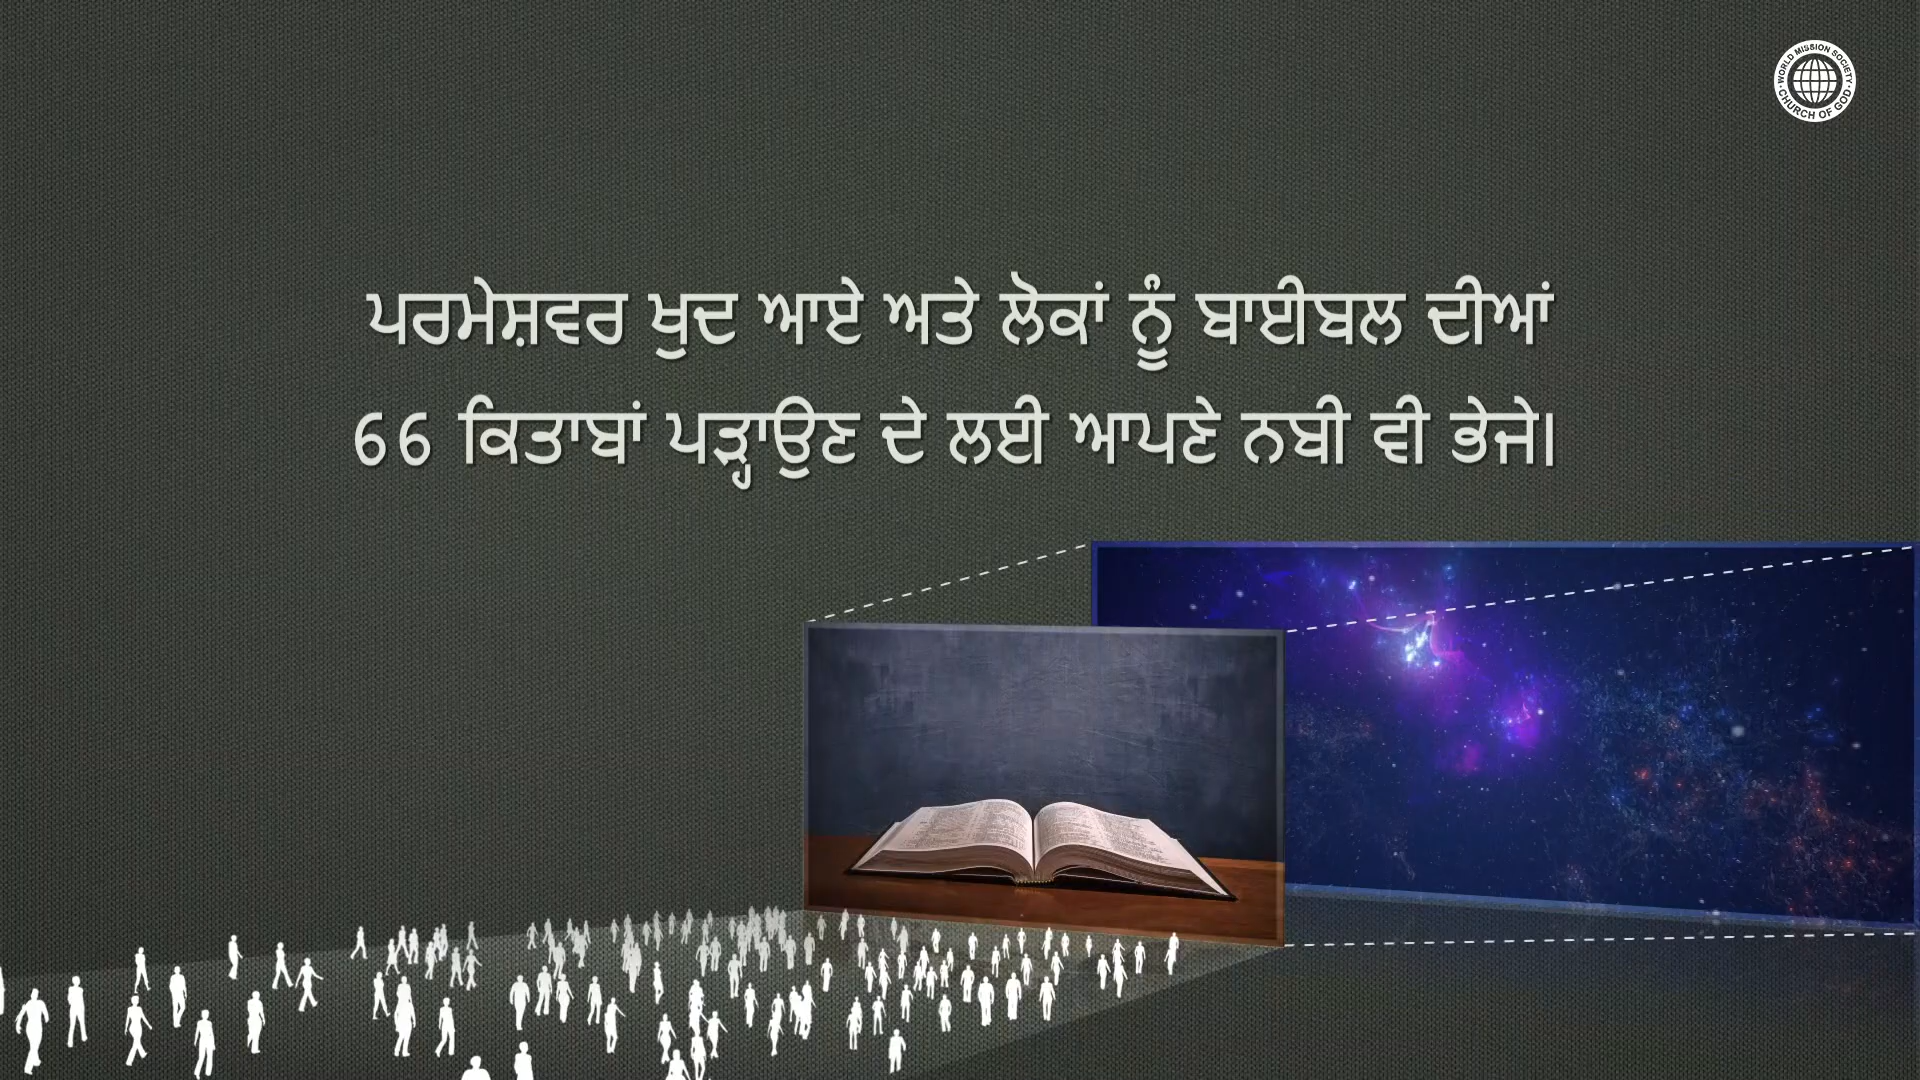 WORLD MISSION SOCIETY
CHURCH OF GOD
ਪਰਮੇਸ਼ਵਰ ਖੁਦ ਆਏ ਅਤੇ ਲੋਕਾਂ ਨੂੰ ਬਾਈਬਲ ਦੀਆਂ
66 ਕਿਤਾਬਾਂ ਪੜ੍ਹਾਉਣ ਦੇ ਲਈ ਆਪਣੇ ਨਬੀ ਵੀ ਭੇਜੇ।